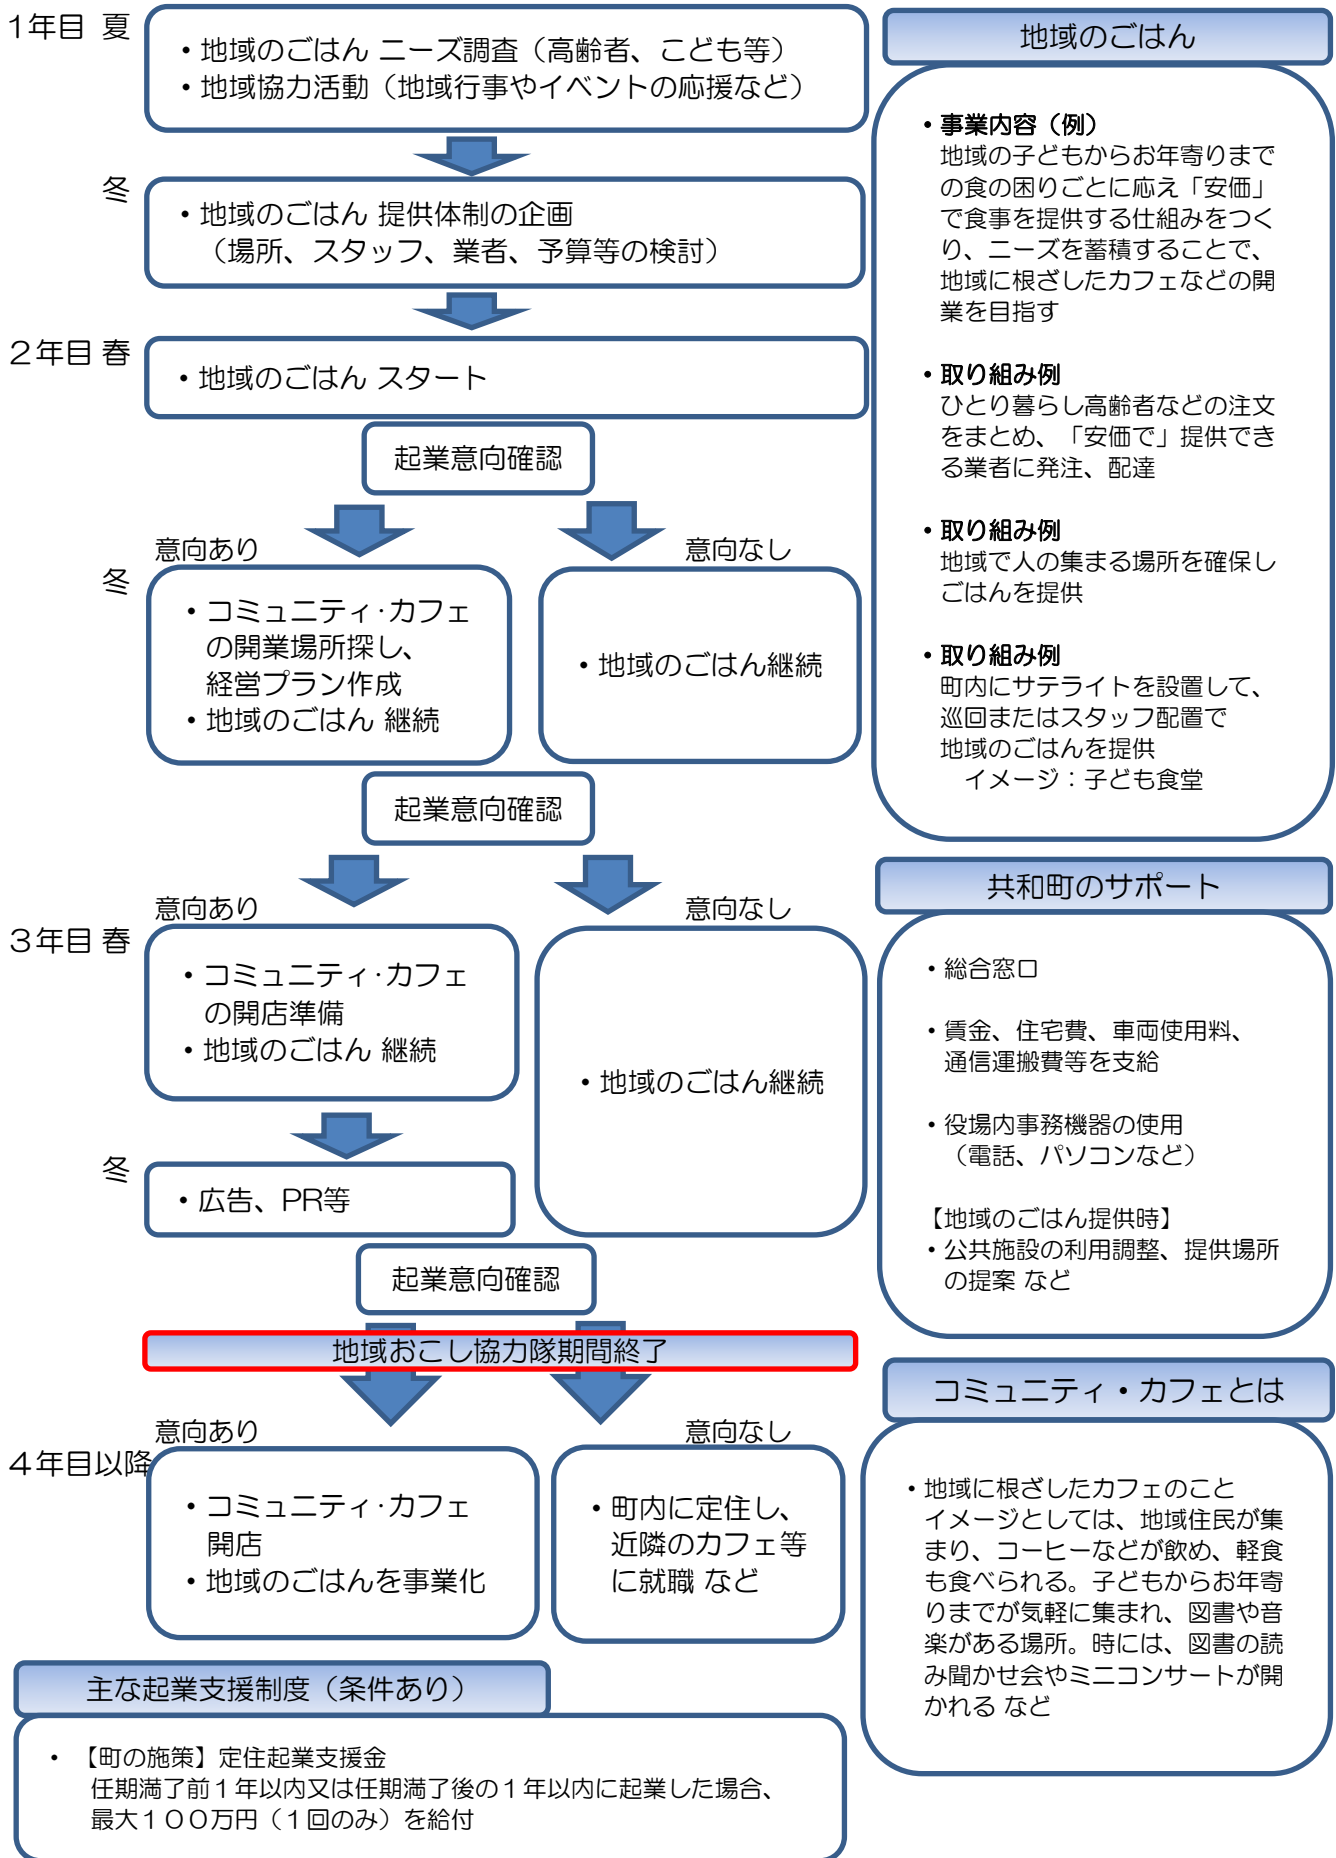 1年目 夏
・地域のごはん ニーズ調査（高齢者、こども等）
・地域協力活動（地域行事やイベントの応援など）
冬
・地域のごはん 提供体制の企画
（場所、スタッフ、業者、予算等の検討）
２年目 春
・地域のごはん スタート
起業意向確認
意向あり
意向なし
冬
・コミュニティ・カフェ
の開業場所探し、
経営プラン作成
・地域のごはん 継続
・地域のごはん継続
起業意向確認
意向あり
意向なし
３年目 春
・コミュニティ・カフェ
の開店準備
・地域のごはん 継続
・地域のごはん継続
冬
・広告、PR等
起業意向確認
地域おこし協力隊期間終了
意向あり
意向なし
４年目以降
・コミュニティ・カフェ
開店
・地域のごはんを事業化
・町内に定住し、
近隣のカフェ等
に就職 など
主な起業支援制度（条件あり）
・ 【町の施策】定住起業支援金
任期満了前１年以内又は任期満了後の１年以内に起業した場合、
最大１００万円（１回のみ）を給付
地域のごはん
・事業内容（例）
地域の子どもからお年寄りまで
の食の困りごとに応え「安価」
で食事を提供する仕組みをつく
り、ニーズを蓄積することで、
地域に根ざしたカフェなどの開
業を目指す
・取り組み例
ひとり暮らし高齢者などの注文
をまとめ、「安価で」提供でき
る業者に発注、配達
・取り組み例
地域で人の集まる場所を確保し
ごはんを提供
・取り組み例
町内にサテライトを設置して、
巡回またはスタッフ配置で
地域のごはんを提供
イメージ：子ども食堂
共和町のサポート
・総合窓口
・賃金、住宅費、車両使用料、
通信運搬費等を支給
・役場内事務機器の使用
（電話、パソコンなど）
【地域のごはん提供時】
・公共施設の利用調整、提供場所
の提案 など
コミュニティ・カフェとは
・地域に根ざしたカフェのこと
イメージとしては、地域住民が集
まり、コーヒーなどが飲め、軽食
も食べられる。子どもからお年寄
りまでが気軽に集まれ、図書や音
楽がある場所。時には、図書の読
み聞かせ会やミニコンサートが開
かれる など